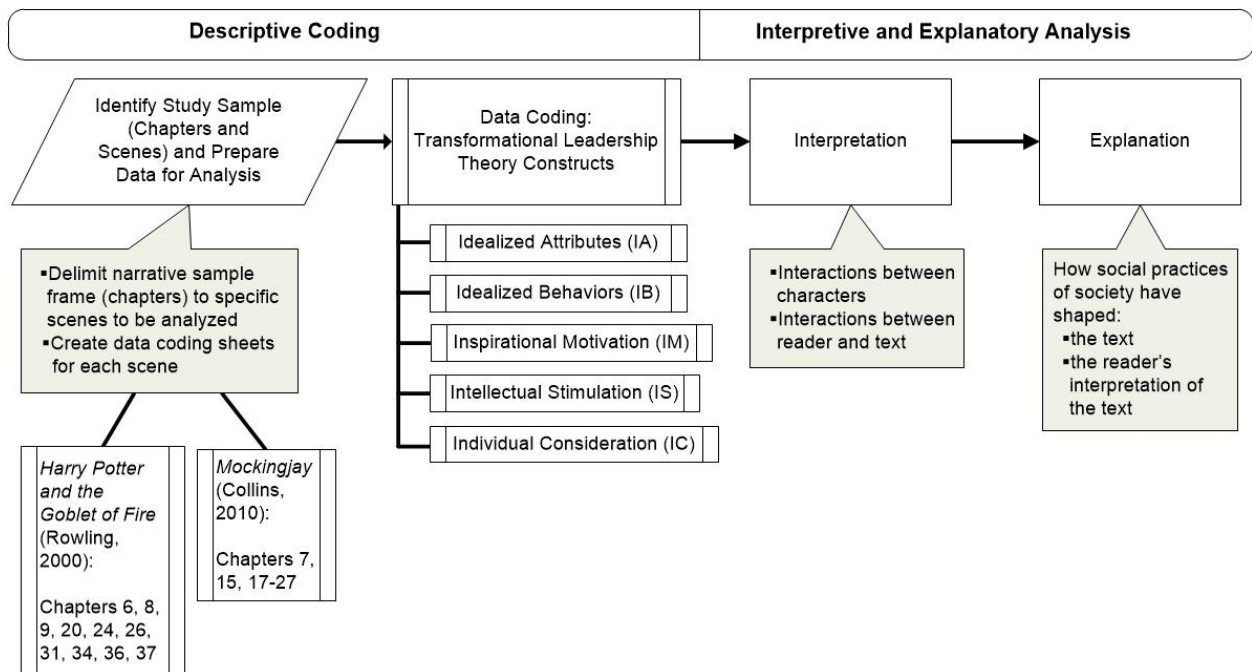 Descriptive Coding
Interpretive and Explanatory Analysis
Identify Study Sample
(Chapters and
Scenes) and Prepare
Data for Analysis
Data Coding:
Transformational Leadership
Theory Constructs
Interpretation
Explanation
▪Delimit narrative sample
frame (chapters) to specific
scenes to be analyzed
▪Create data coding sheets
for each scene
Idealized Attributes (IA)
Idealized Behaviors (IB)
Inspirational Motivation (IM)
Intellectual Stimulation (IS)
Individual Consideration (IC)
▪Interactions between
characters
▪Interactions between
reader and text
How social practices
of society have
shaped:
▪the text
▪the reader’s
interpretation of
the text
Harry Potter
and the
Goblet of Fire
(Rowling,
2000):
Chapters 6, 8,
9, 20, 24, 26,
31, 34, 36, 37
Mockingjay
(Collins,
2010):
Chapters 7,
15, 17-27